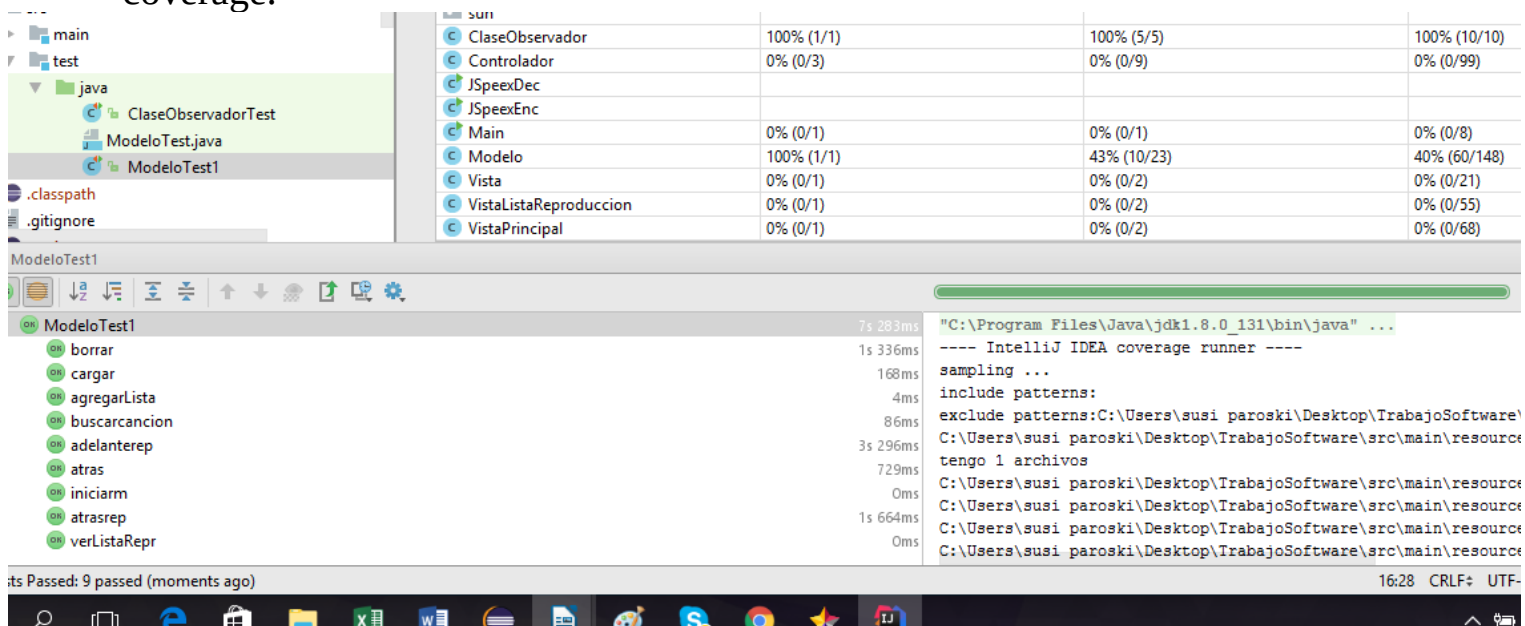 coverage.
sun
main
ClaseObservador 100% (1/1) 100% (5/5) 100% (10/10)
test
Controlador 0% (0/3) 0% (0/9) 0% (0/99)
java
JSpeexDec
ClaseObservadorTest
JSpeexEnc
ModeloTest.java
Main 0% (0/1) 0% (0/1) 0% (0/8)
ModeloTest1
Modelo 100% (1/1) 43% (10/23) 40% (60/148)
.classpath
Vista 0% (0/1) 0% (0/2) 0% (0/21)
.gitignore
VistaListaReproduccion 0% (0/1) 0% (0/2) 0% (0/55)
VistaPrincipal 0% (0/1) 0% (0/2) 0% (0/68)
ModeloTest1
ModeloTest1 7s 283ms
borrar 1s 336ms
cargar 168ms
agregarLista 4ms
buscarcancion 86ms
adelanterep 3s 296ms
atras 729ms
iniciarm 0ms
atrasrep 1s 664ms
verListaRepr 0ms
"C:\Program Files\Java\jdk1.8.0_131\bin\java" ...
---- IntelliJ IDEA coverage runner ----
sampling ...
include patterns:
exclude patterns:C:\Users\susi paroski\Desktop\TrabajoSoftware\
C:\Users\susi paroski\Desktop\TrabajoSoftware\src\main\resource
tengo 1 archivos
C:\Users\susi paroski\Desktop\TrabajoSoftware\src\main\resource
C:\Users\susi paroski\Desktop\TrabajoSoftware\src\main\resource
C:\Users\susi paroski\Desktop\TrabajoSoftware\src\main\resource
C:\Users\susi paroski\Desktop\TrabajoSoftware\src\main\resource
sts Passed: 9 passed (moments ago) 16:28 CRLF UTF-